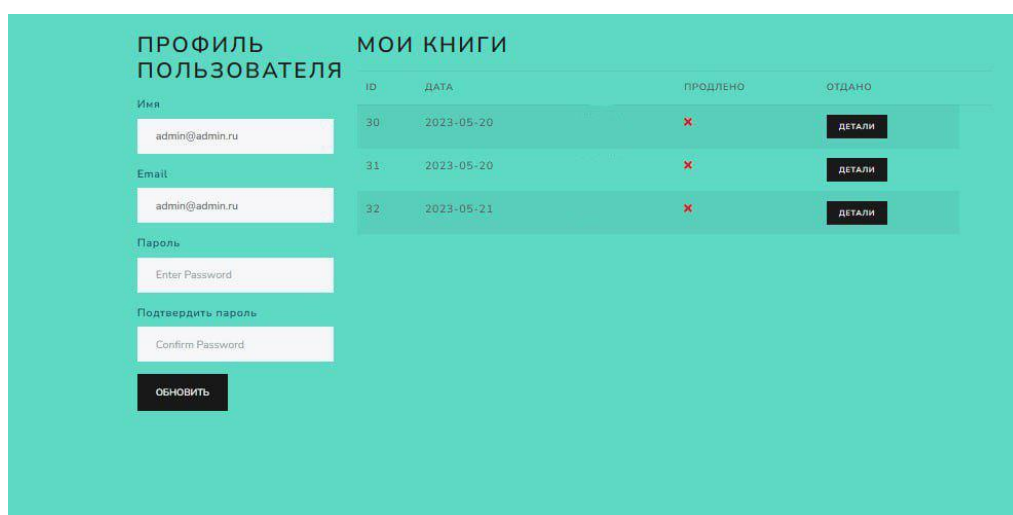 ПРОФИЛЬ
ПОЛЬЗОВАТЕЛЯ
Имя
admin@admin.ru
Email
admin@admin.ru
Пароль
Enter Password
Подтвердить пароль
Confirm Password
ОБНОВИТЬ
МОИ КНИГИ
ID ДАТА ПРОДЛЕНО ОТДАНО
30 2023-05-20 ДЕТАЛИ
31 2023-05-20 ДЕТАЛИ
32 2023-05-21 ДЕТАЛИ